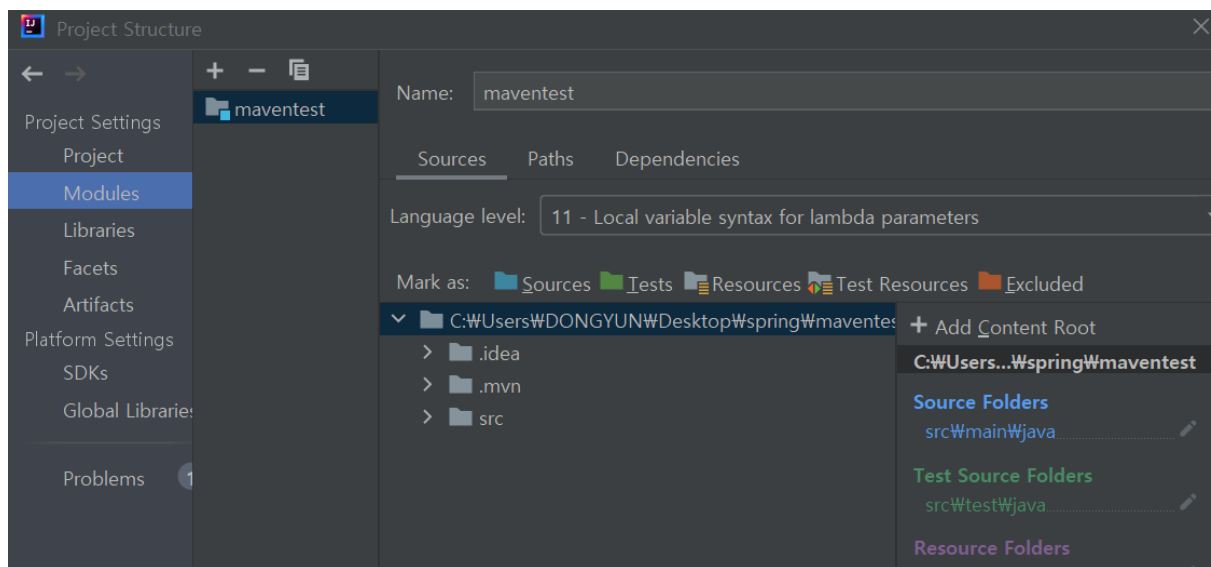 Project Structure
Project Settings
Project
Modules
Libraries
Facets
Artifacts
Platform Settings
SDKs
Global Libraries
Problems
1
maventest
Name: maventest
Sources Paths Dependencies
Language level: 11 - Local variable syntax for lambda parameters
Mark as: Sources Tests Resources Test Resources Excluded
C:₩Users₩DONGYUN₩Desktop₩spring₩maventes
.idea
.mvn
src
+ Add Content Root
C:₩Users...₩spring₩maventest
Source Folders
src₩main₩java
Test Source Folders
src₩test₩java
Resource Folders